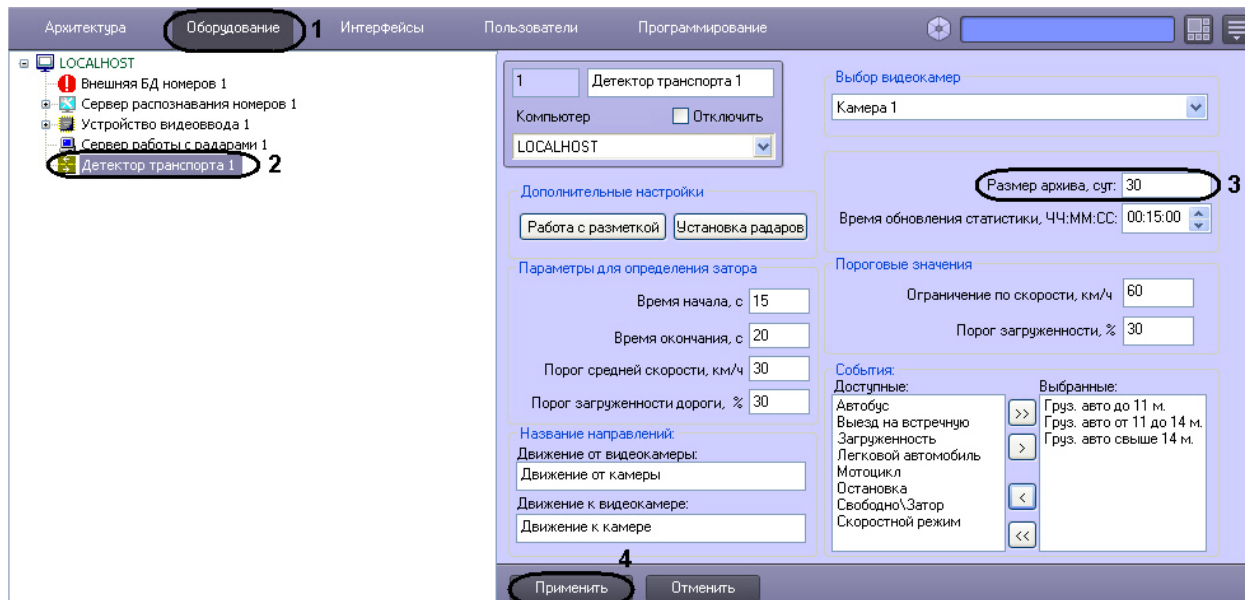 Архитектура Оборудование 1 Интерфейсы Пользователи Программирование
LOCALHOST
Внешняя БД номеров 1
Сервер распознавания номеров 1
Устройство видеоввода 1
Сервер работы с радарами 1
Детектор транспорта 1 2
1 Детектор транспорта 1
Компьютер Отключить
LOCALHOST
Дополнительные настройки
Работа с разметкой Установка радаров
Параметры для определения затора
Время начала, с 15
Время окончания, с 20
Порог средней скорости, км/ч 30
Порог загруженности дороги, % 30
Название направлений:
Движение от видеокамеры:
Движение от камеры
Движение к видеокамере:
Движение к камере
Выбор видеокамер
Камера 1
Размер архива, сут: 30 3
Время обновления статистики, ЧЧ:ММ:СС: 00:15:00
Пороговые значения
Ограничение по скорости, км/ч 60
Порог загруженности, % 30
События:
Доступные:
Автобус
Выезд на встречную
Загруженность
Легковой автомобиль
Мотоцикл
Остановка
Свободно\Затор
Скоростной режим
>>
>
<
<<
Выбранные:
Груз. авто до 11 м.
Груз. авто от 11 до 14 м.
Груз. авто свыше 14 м.
4
Применить Отменить